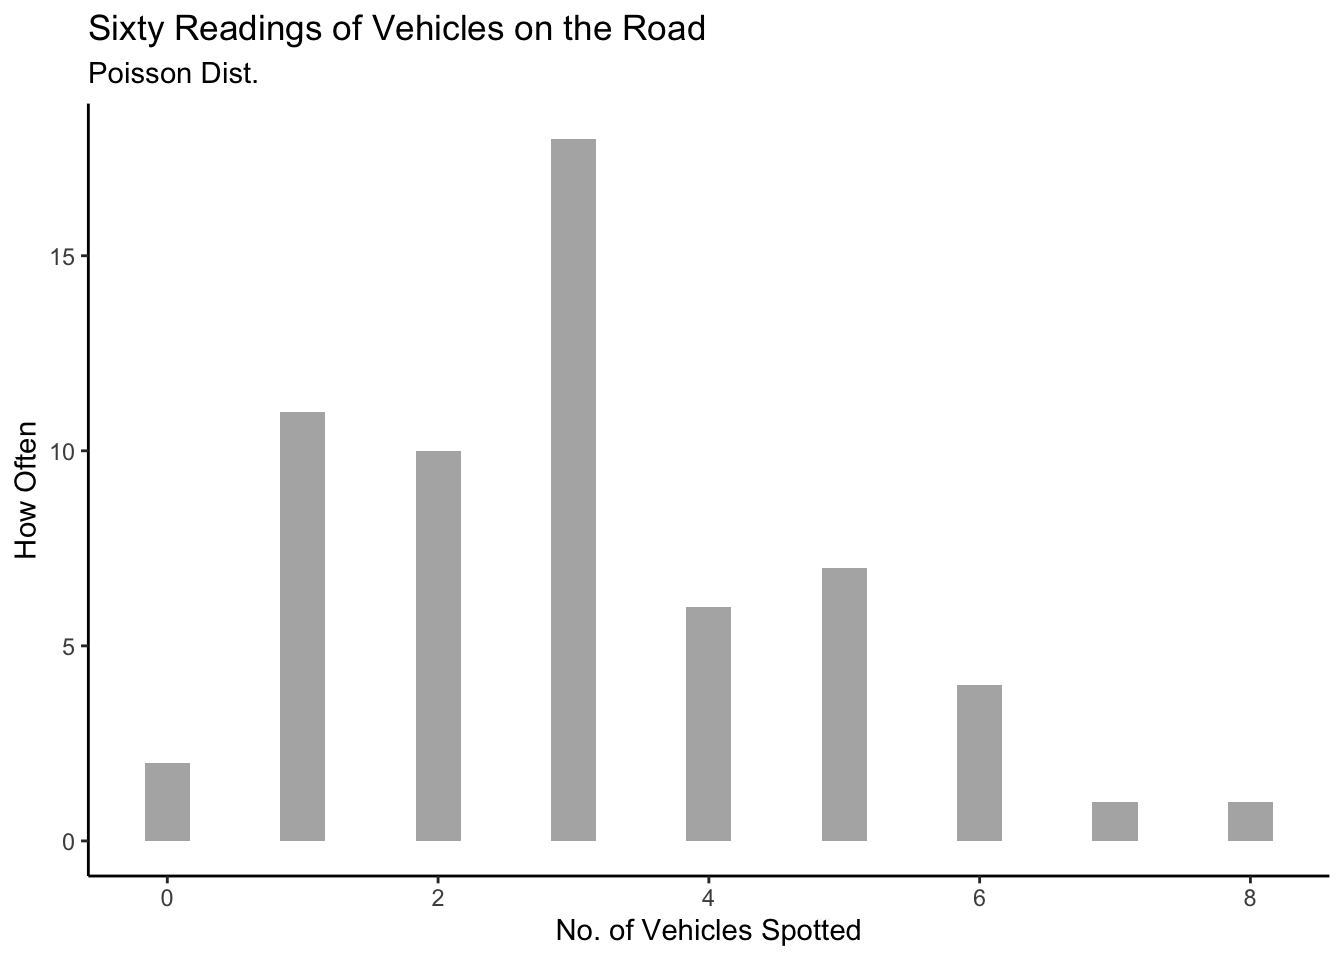 Sixty Readings of Vehicles on the Road
Poisson Dist.
How Often
15
10
5
0
0 2 4 6 8
No. of Vehicles Spotted